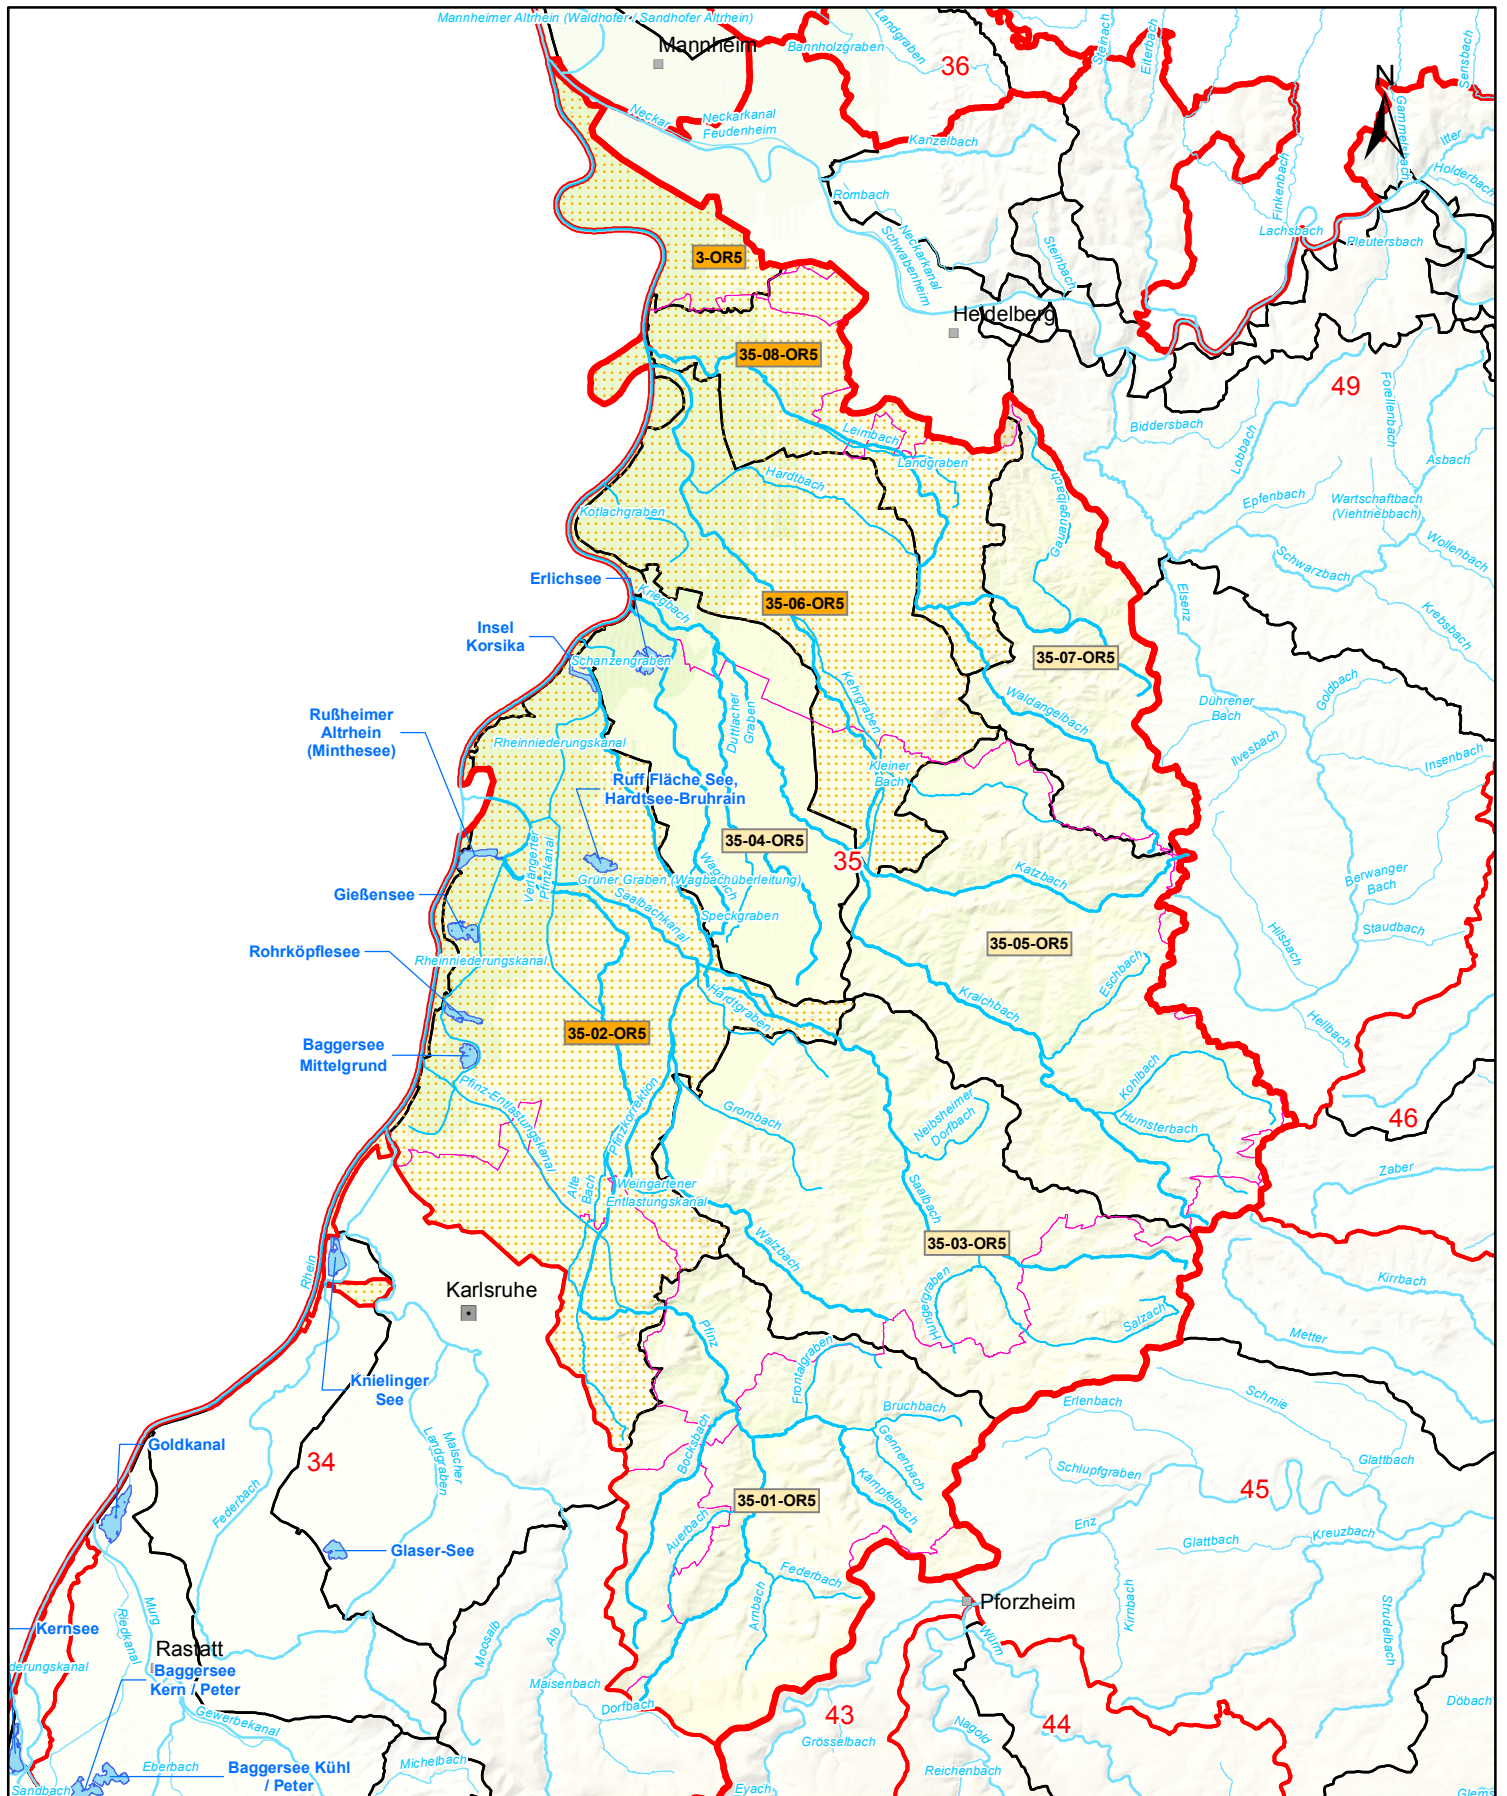 Mannheimer Altrhein (Waldhofer / Sandhofer Altrhein)
Mannheim
Bannholzgraben
Landgraben
36
Steinach
Eiterbach
Sensbach
N
Gammelsbach
Itter
Holderbach
Neckar
Neckarkanal
Feudenheim
Kanzelbach
Finkenbach
Rombach
Neckarkanal
Schwabenheim
Steinbach
Lachsbach
Pleutersbach
3-OR5
Heidelberg
35-08-OR5
49
Forellenbach
Biddersbach
Lobbach
Asbach
Leimbach
Landgraben
Hardtbach
Gauangelbach
Epfenbach
Wartschaftbach
(Viehtriebbach)
Kotlachgraben
Wollenbach
Schwarzbach
Erlichsee
Kriegbach
35-06-OR5
Elsenz
Krebsbach
Insel
Korsika
Schanzengraben
35-07-OR5
Kehrgraben
Waldangelbach
Goldbach
Dührener
Bach
Rußheimer
Altrhein
(Minthesee)
Duttlacher
Graben
Rheinniederungskanal
Ilvesbach
Insenbach
Kleiner
Bach
Ruff Fläche See,
Hardtsee-Bruhrain
35-04-OR5
35
Verlängerter
Pfinzkanal
Wagbach
Katzbach
Berwanger
Bach
Grüner Graben (Wagbachüberleitung)
Gießensee
Saalbachkanal
Speckgraben
Staudbach
35-05-OR5
Hilsbach
Rohrköpflesee
Rheinniederungskanal
Eschbach
Kraichbach
Hardtgraben
35-02-OR5
Hellbach
Baggersee
Mittelgrund
Pfinz-Entlastungskanal
Pfinzkorrektion
Grombach
Neibsheimer
Dorfbach
Kohlbach
Humsterbach
46
Zaber
Alte
Bach
Weingartener
Entlastungskanal
Saalbach
Walzbach
35-03-OR5
Rhein
Karlsruhe
Hungergraben
Salzach
Kirrbach
Metter
Pfinz
Frontalgraben
Knielinger
See
Bruchbach
Erlenbach
Schmie
Goldkanal
Malscher
Landgraben
34
Bocksbach
Gennenbach
Kämpfelbach
Glattbach
Schlupfgraben
45
35-01-OR5
Federbach
Enz
Auerbach
Glattbach
Kreuzbach
Glaser-See
Federbach
Arnbach
Pforzheim
Kirnbach
Strudelbach
Murg
Riedkanal
Kernsee
Rastatt
Moosalb
Alb
Würm
derungskanal
Baggersee
Kern / Peter
Maisenbach
Dorfbach
Döbach
Gewerbekanal
43
44
Nagold
Grösselbach
Eberbach
Michelbach
Baggersee Kühl
/ Peter
Reichenbach
Sandbach
Eyach
Glems